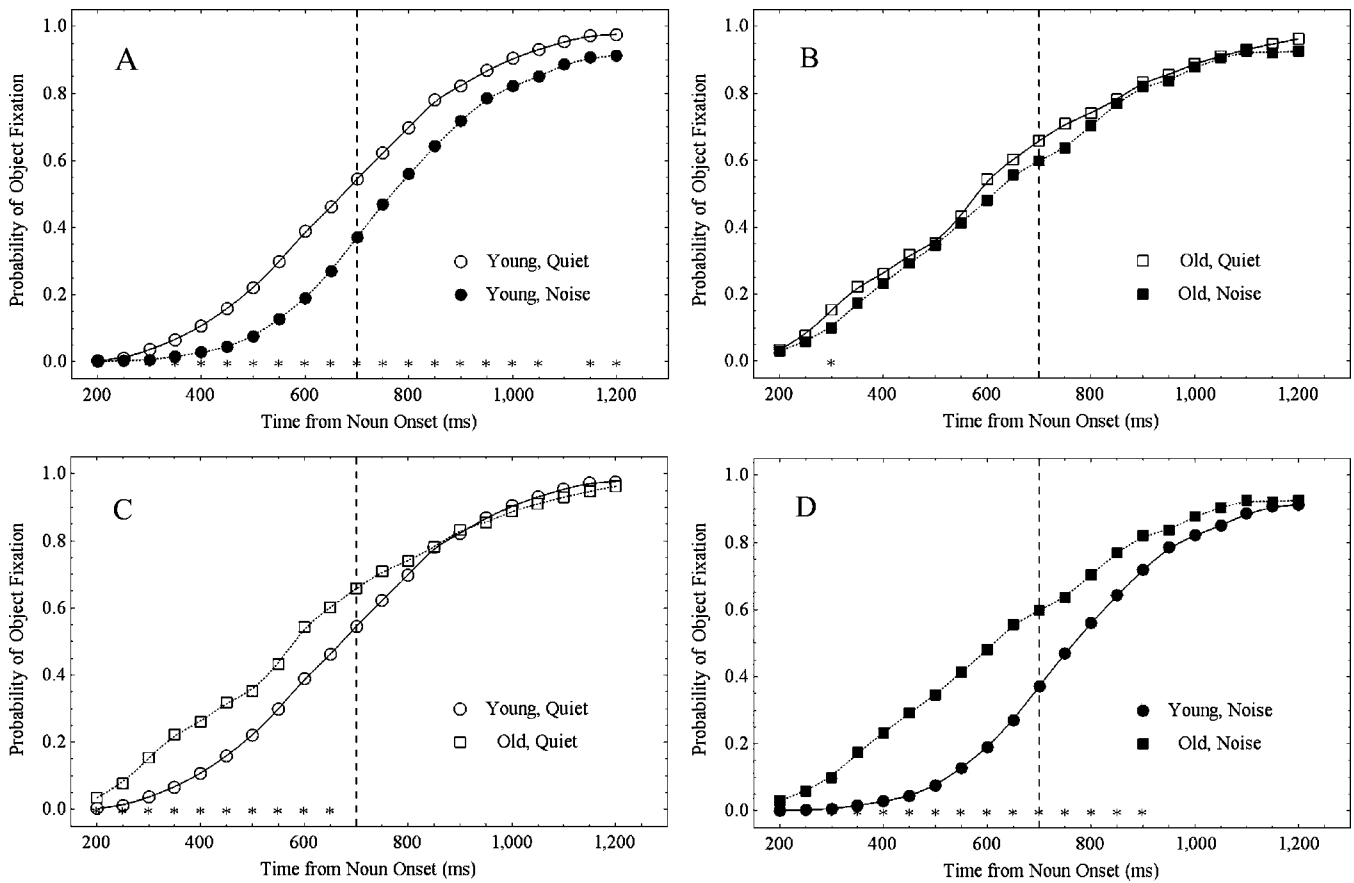 A
Probability of Object Fixation
1.0
0.8
0.6
0.4
0.2
0.0
Young, Quiet
Young, Noise
* * * * * * * * * * * * * * * * *
200 400 600 800 1,000 1,200
Time from Noun Onset (ms)
B
Probability of Object Fixation
1.0
0.8
0.6
0.4
0.2
0.0
Old, Quiet
Old, Noise
*
200 400 600 800 1,000 1,200
Time from Noun Onset (ms)
C
Probability of Object Fixation
1.0
0.8
0.6
0.4
0.2
0.0
Young, Quiet
Old, Quiet
* * * * * * * * * *
200 400 600 800 1,000 1,200
Time from Noun Onset (ms)
D
Probability of Object Fixation
1.0
0.8
0.6
0.4
0.2
0.0
Young, Noise
Old, Noise
* * * * * * * * * * * * *
200 400 600 800 1,000 1,200
Time from Noun Onset (ms)